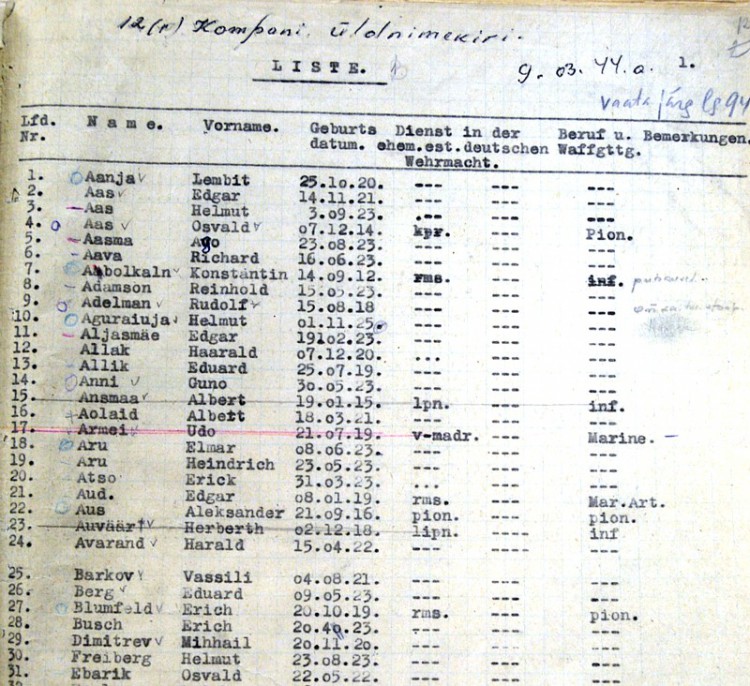 12(r) Kompani üldnimekiri.
LISTE.
9. 03. 44.a. 1.
vaata järg lg 94
Lfd. Name. Vorname. Geburts Dienst in der Beruf u. Bemerkungen.
Nr. datum. ehem.est.deutschen Waffgttg.
Wehrmacht.
1. Aanja Lembit 25.10.20. --- --- ---
2. Aas Edgar 14.11.21. --- --- ---
3. Aas Helmut 3.09.23. --- --- ---
4. Aas Osvald 07.12.14. kpr. --- Pion.
5. Aasma Ago 23.08.23. --- --- ---
6. Aava Richard 16.06.23. --- --- ---
7. Abolkaln Konstantin 14.09.12. rms. --- inf.
8. Adamson Reinhold 15.05.23. --- --- ---
9. Adelman Rudolf 15.08.18 --- --- ---
10. Aguraiuja Helmut 01.11.25 --- --- ---
11. Aljasmäe Edgar 19102.23. --- --- ---
12. Allak Haarald 07.12.20. ... --- ---
13. Allik Eduard 25.07.19. --- --- ---
14. Anni Guno 30.05.23. --- --- ---
15. Ansmaa Albert 19.01.15. lpn. --- inf.
16. Aolaid Albett 18.03.21. --- --- ---
17. Armei Udo 21.07.19. v-madr. --- Marine. -
18. Aru Elmar 08.06.23. --- --- ---
19. Aru Heindrich 23.05.23. --- --- ---
20. Atso Erick 31.03.23. ... --- ---
21. Aud. Edgar 08.01.19. rms. --- Mar.Art.
22. Aus Aleksander 21.09.16. pion. --- pion.
23. Auväärt Herberth 02.12.18. lipn. --- inf
24. Avarand Harald 15.04.22. --- ---- ---
25. Barkov Vassili 04.08.21. --- --- ---
26. Berg Eduard 09.05.23. --- --- ---
27. Blumfeld Erich 20.10.19. rms. --- pion.
28. Busch Erich 20.40.23. --- --- ---
29. Dimitrev Mihhail 20.11.20. --- --- ---
30. Freiberg Helmut 23.08.23. --- --- ---
31. Ebarik Osvald 22.05.22. --- --- ---